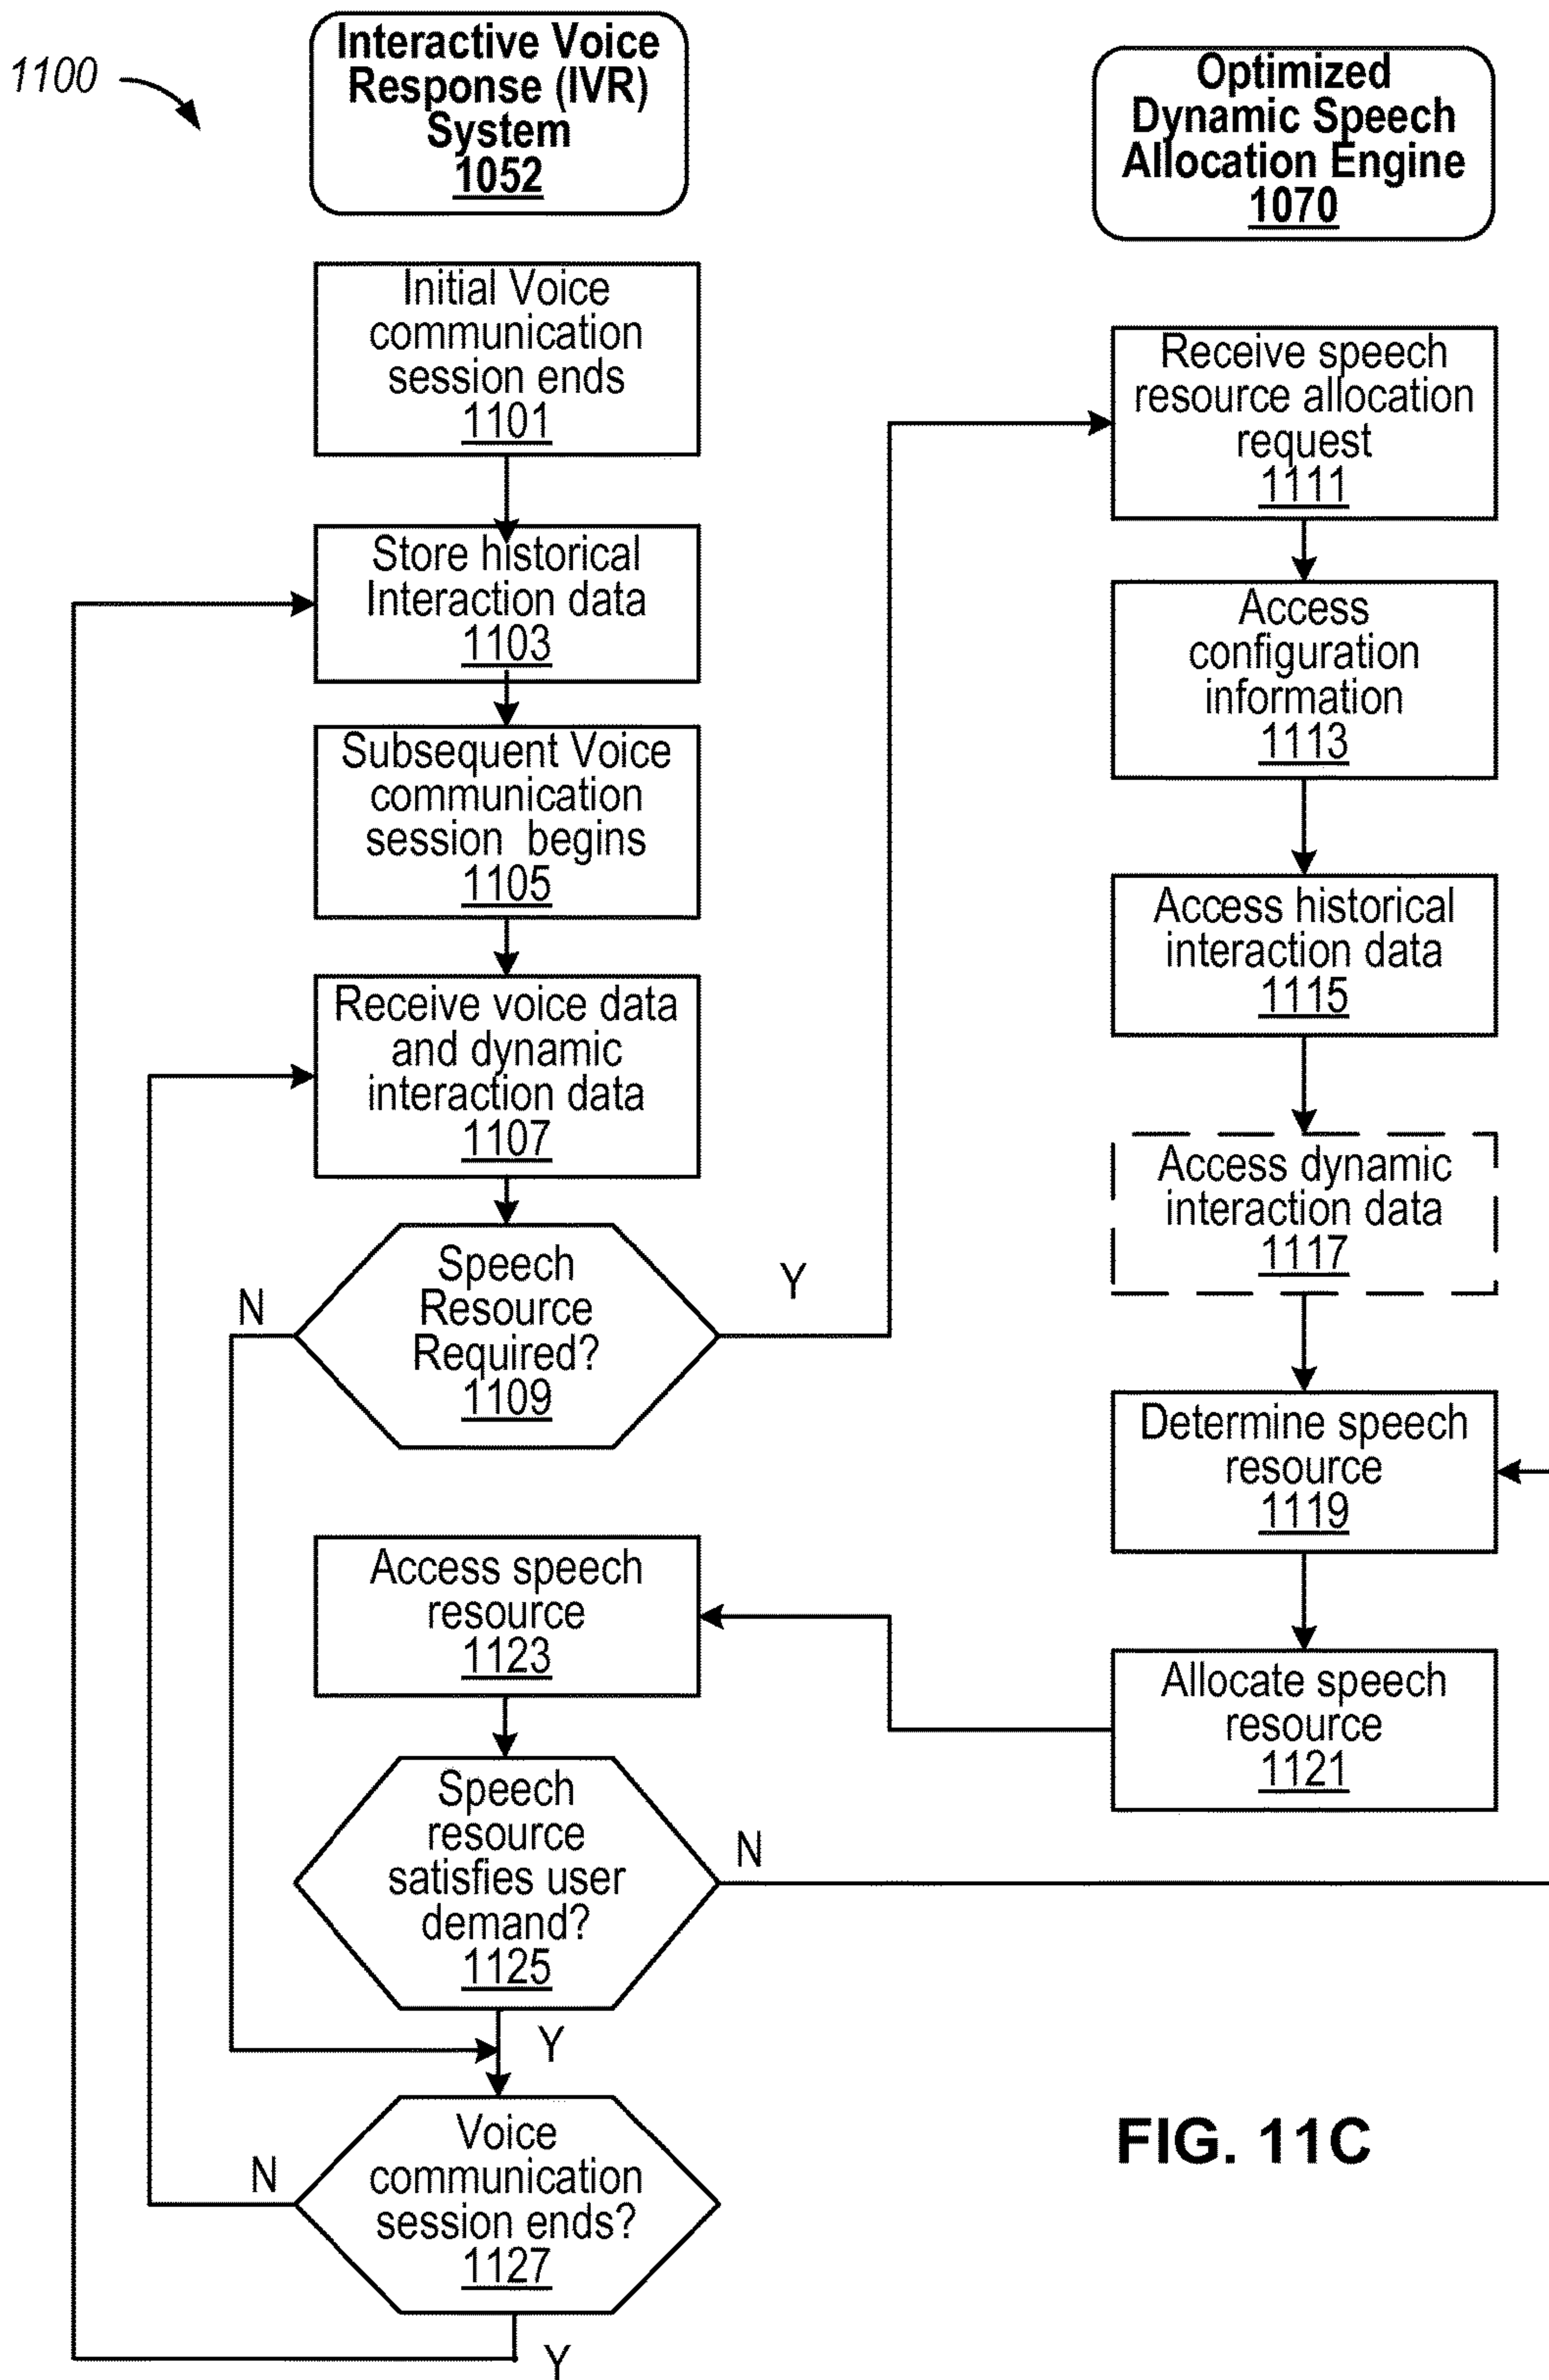 1100
Interactive Voice
Response (IVR)
System
1052
Optimized
Dynamic Speech
Allocation Engine
1070
Initial Voice
communication
session ends
1101
Store historical
Interaction data
1103
Subsequent Voice
communication
session begins
1105
Receive voice data
and dynamic
interaction data
1107
Speech
Resource
Required?
1109
N
Y
Receive speech
resource allocation
request
1111
Access
configuration
information
1113
Access historical
interaction data
1115
Access dynamic
interaction data
1117
Determine speech
resource
1119
Allocate speech
resource
1121
Access speech
resource
1123
Speech
resource
satisfies user
demand?
1125
N
Y
Voice
communication
session ends?
1127
N
Y
FIG. 11C